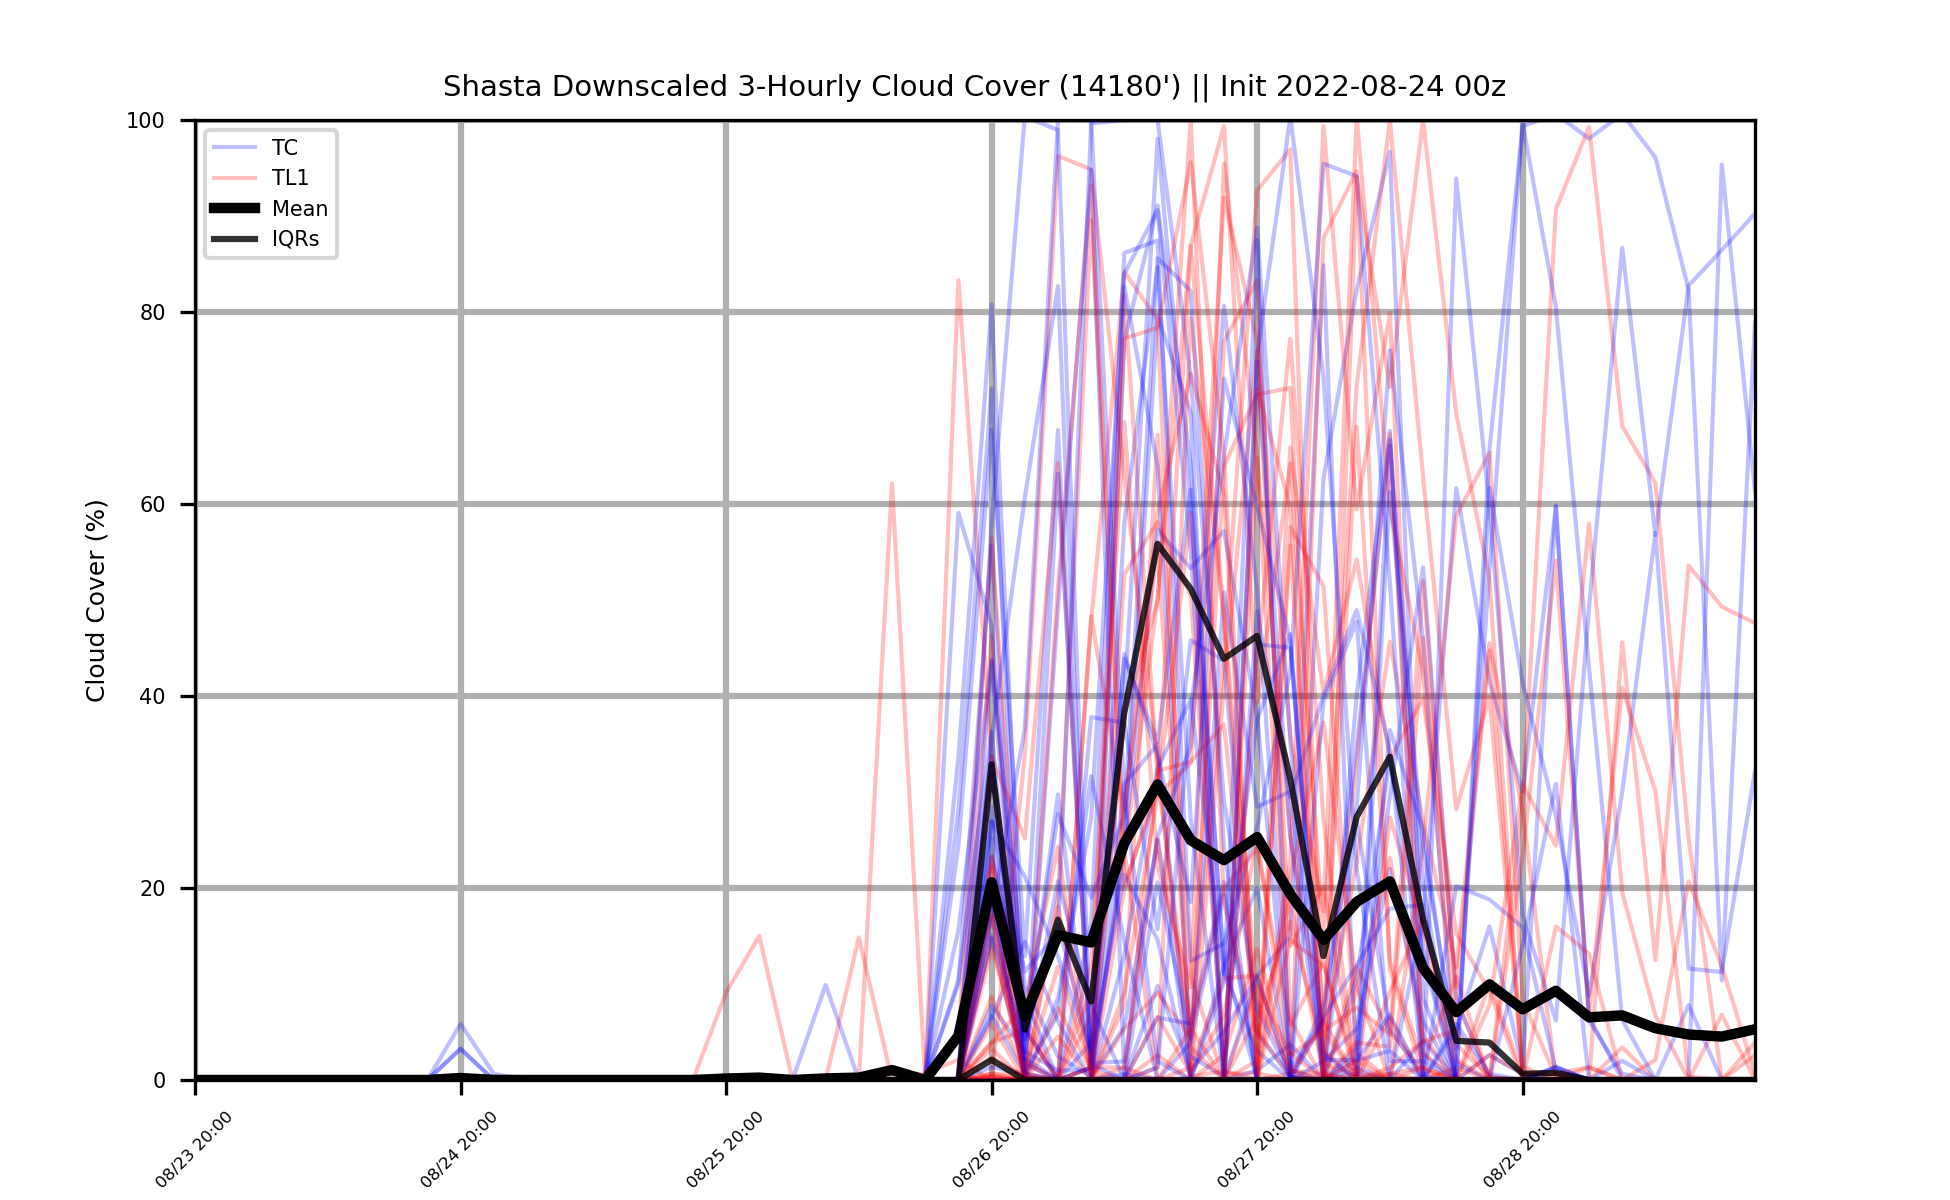 Shasta Downscaled 3-Hourly Cloud Cover (14180') || Init 2022-08-24 00z
Cloud Cover (%)
100
80
60
40
20
0
TC
TL1
Mean
IQRs
08/23 20:00
08/24 20:00
08/25 20:00
08/26 20:00
08/27 20:00
08/28 20:00